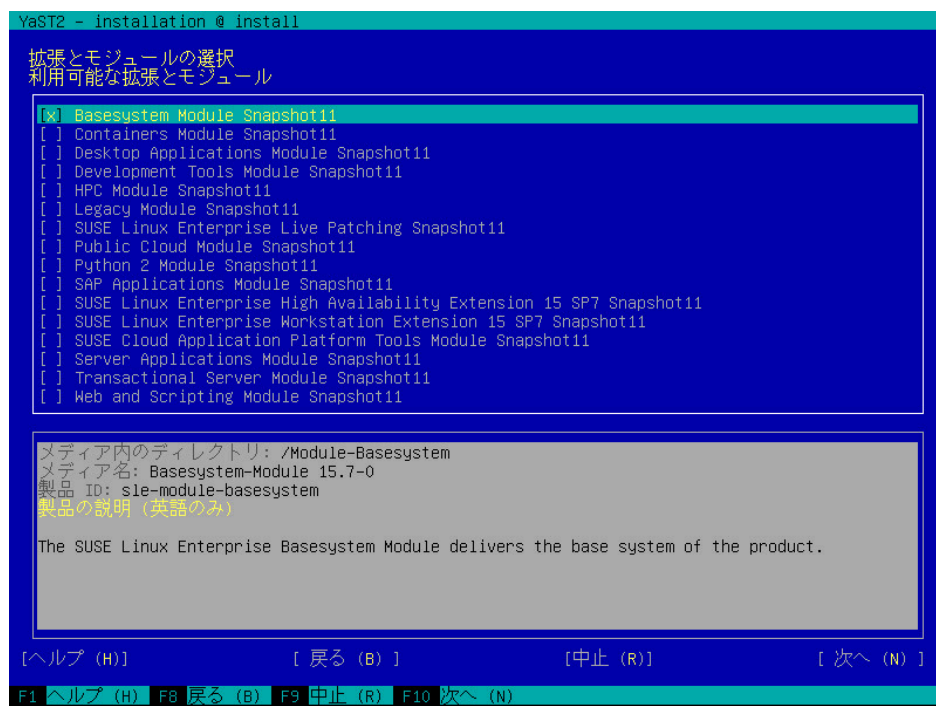 YaST2 - installation @ install
拡張とモジュールの選択
利用可能な拡張とモジュール
[x] Basesystem Module Snapshot11
[ ] Containers Module Snapshot11
[ ] Desktop Applications Module Snapshot11
[ ] Development Tools Module Snapshot11
[ ] HPC Module Snapshot11
[ ] Legacy Module Snapshot11
[ ] SUSE Linux Enterprise Live Patching Snapshot11
[ ] Public Cloud Module Snapshot11
[ ] Python 2 Module Snapshot11
[ ] SAP Applications Module Snapshot11
[ ] SUSE Linux Enterprise High Availability Extension 15 SP7 Snapshot11
[ ] SUSE Linux Enterprise Workstation Extension 15 SP7 Snapshot11
[ ] SUSE Cloud Application Platform Tools Module Snapshot11
[ ] Server Applications Module Snapshot11
[ ] Transactional Server Module Snapshot11
[ ] Web and Scripting Module Snapshot11
メディア内のディレクトリ: /Module-Basesystem
メディア名: Basesystem-Module 15.7-0
製品 ID: sle-module-basesystem
製品の説明 (英語のみ)
The SUSE Linux Enterprise Basesystem Module delivers the base system of the product.
[ヘルプ (H)] [ 戻る (B) ] [中止 (R)] [ 次へ (N) ]
F1 ヘルプ (H) F8 戻る (B) F9 中止 (R) F10 次へ (N)